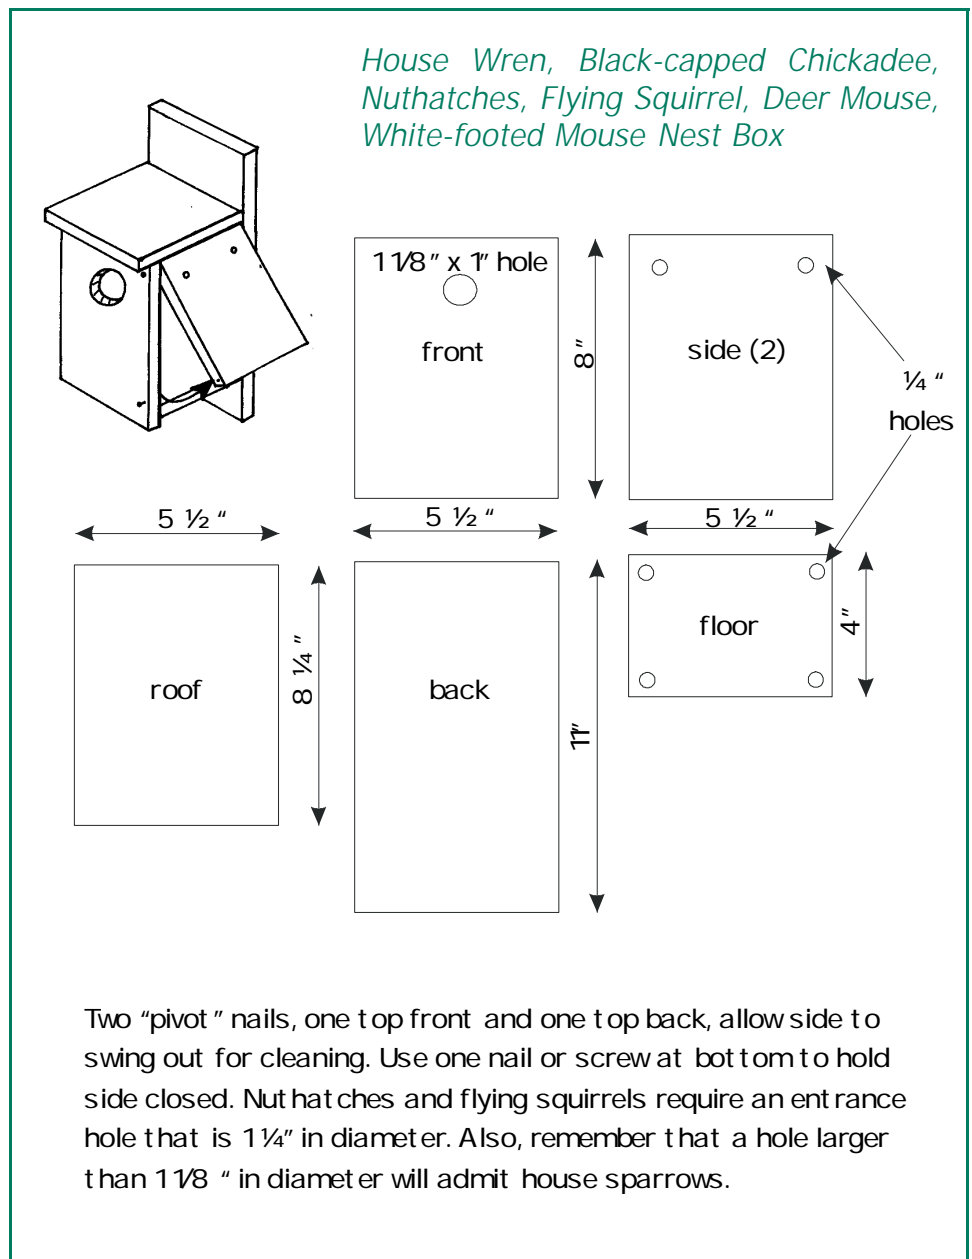 House Wren, Black-capped Chickadee,
Nuthatches, Flying Squirrel, Deer Mouse,
White-footed Mouse Nest Box
1 1/8" x 1" hole
front
8"
side (2)
¼ "
holes
5 ½ "
5 ½ "
5 ½ "
roof
8 ¼ "
back
11"
floor
4"
Two "pivot" nails, one top front and one top back, allow side to
swing out for cleaning. Use one nail or screw at bottom to hold
side closed. Nuthatches and flying squirrels require an entrance
hole that is 1 ¼" in diameter. Also, remember that a hole larger
than 1 1/8 " in diameter will admit house sparrows.